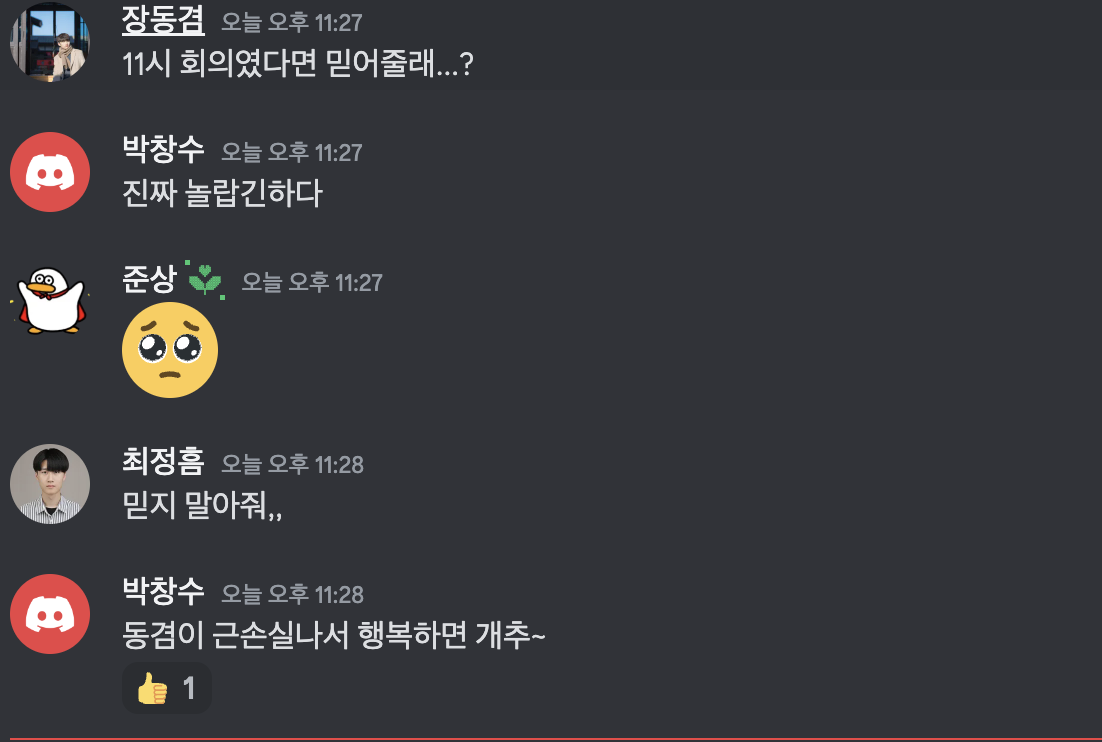 장동겸 오늘 오후 11:27
11시 회의였다면 믿어줄래...?
박창수 오늘 오후 11:27
진짜 놀랍긴하다
준상 오늘 오후 11:27
최정흠 오늘 오후 11:28
믿지 말아줘,,
박창수 오늘 오후 11:28
동겸이 근손실나서 행복하면 개추~
1